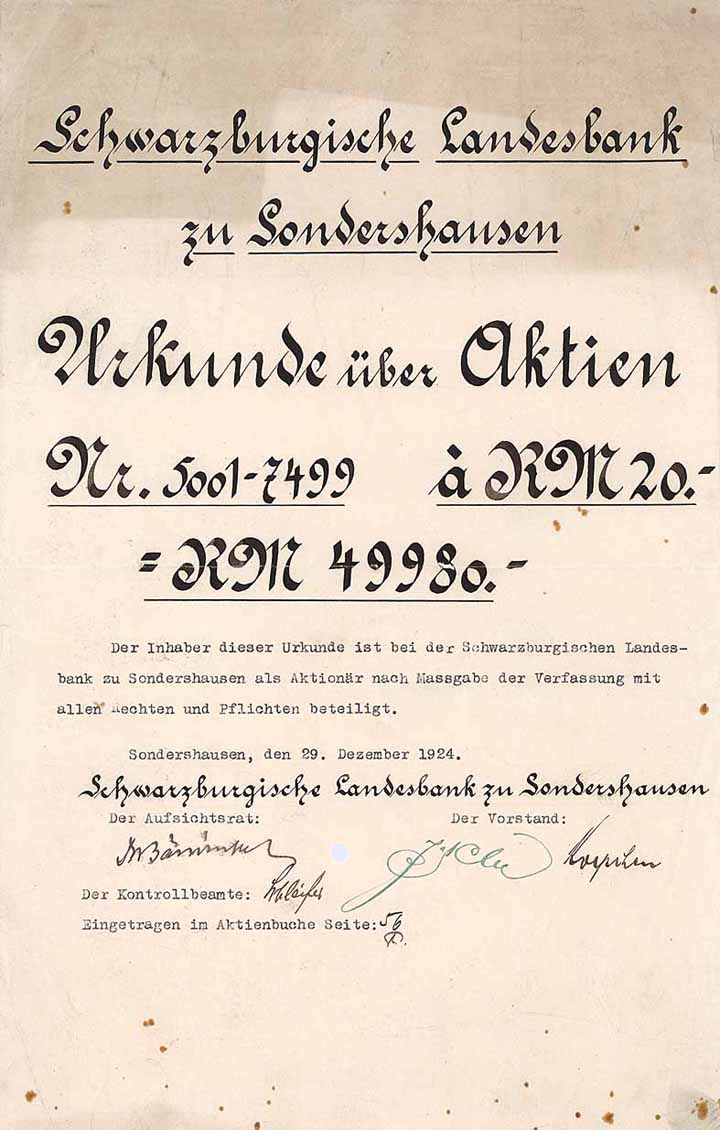 Schwarzburgische Landesbank
zu Sondershausen
Urkunde über Aktien
Nr. 5001-7499 à RM 20.-
= RM 49980.-
Der Inhaber dieser Urkunde ist bei der Schwarzburgischen Landes-
bank zu Sondershausen als Aktionär nach Massgabe der Verfassung mit
allen Rechten und Pflichten beteiligt.
Sondershausen, den 29. Dezember 1924.
Schwarzburgische Landesbank zu Sondershausen
Der Aufsichtsrat: Der Vorstand:
Der Kontrollbeamte:
Eingetragen im Aktienbuche Seite: 56